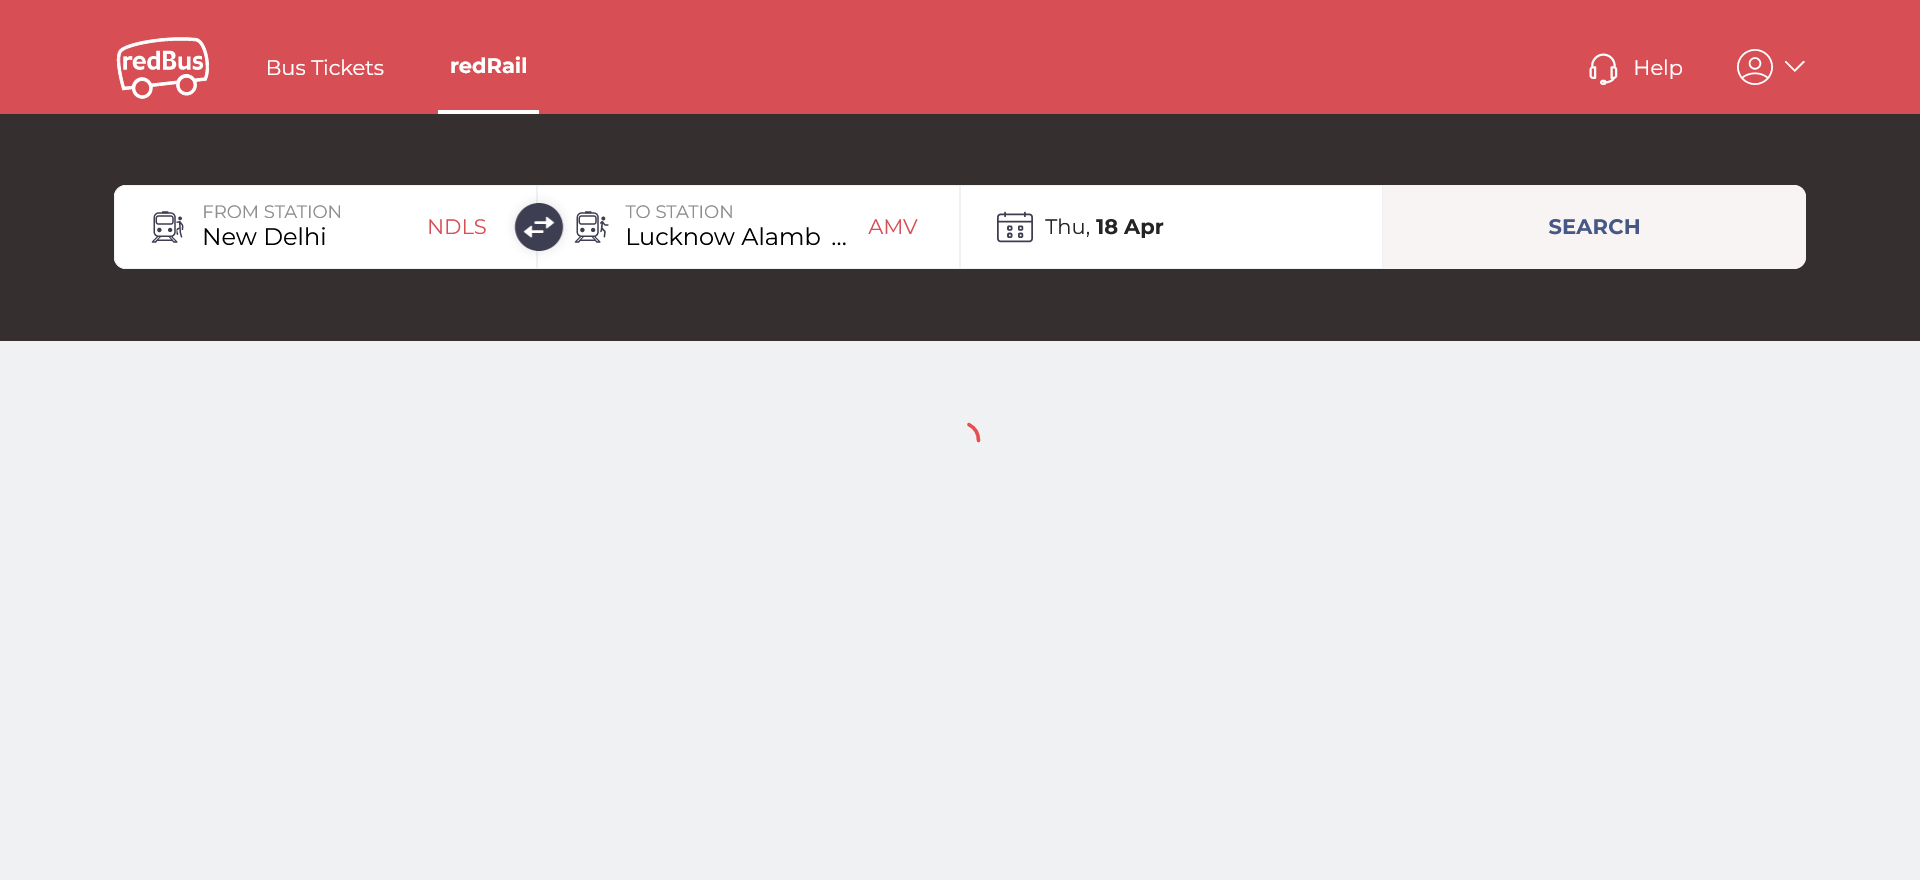 redBus
Bus Tickets
redRail
Help
FROM STATION
New Delhi
NDLS
TO STATION
Lucknow Alamb ...
AMV
Thu, 18 Apr
SEARCH